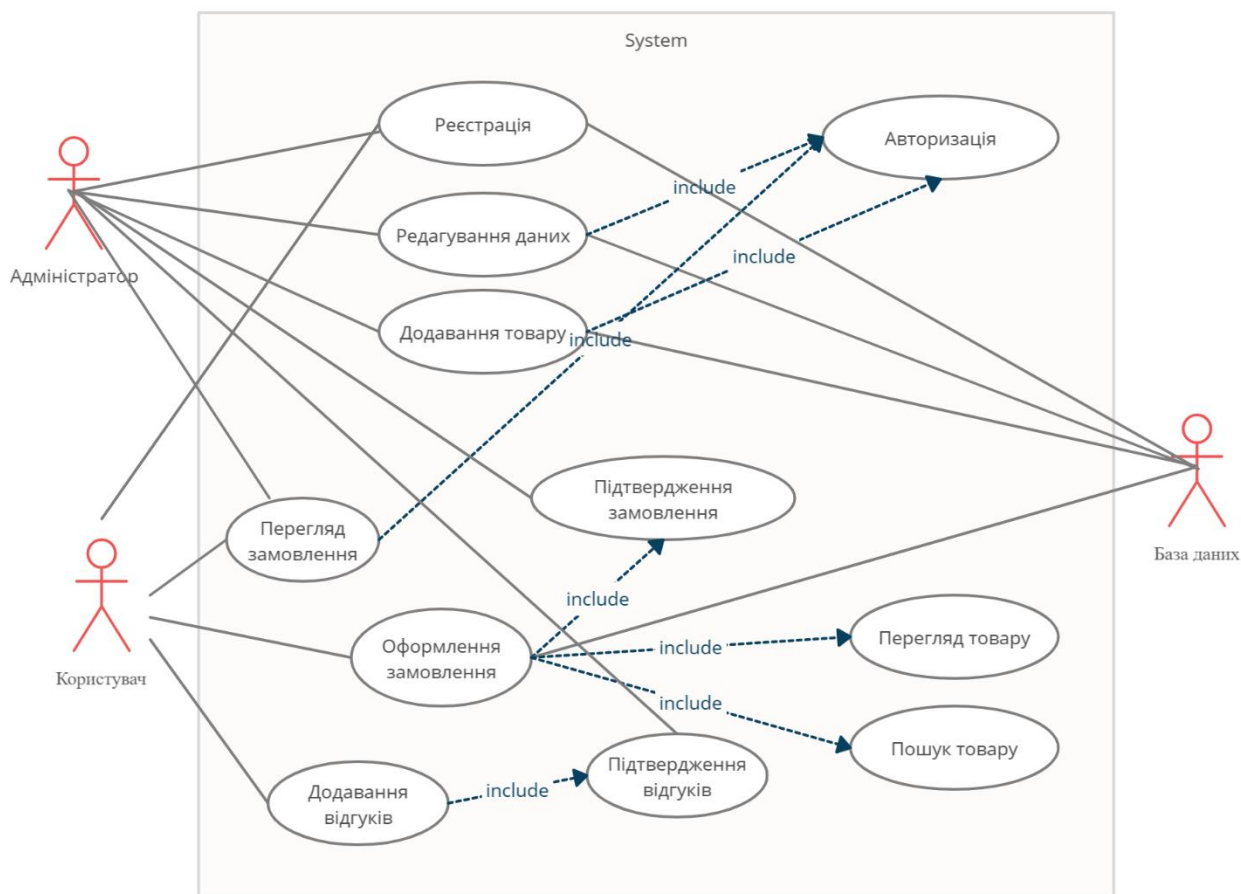 System
Реєстрація
Авторизація
include
Редагування даних
Адміністратор
include
Додавання товару
include
Підтвердження
замовлення
Перегляд
замовлення
База даних
include
Оформлення
замовлення
include
Перегляд товару
Користувач
include
Пошук товару
Підтвердження
відгуків
Додавання
відгуків
include